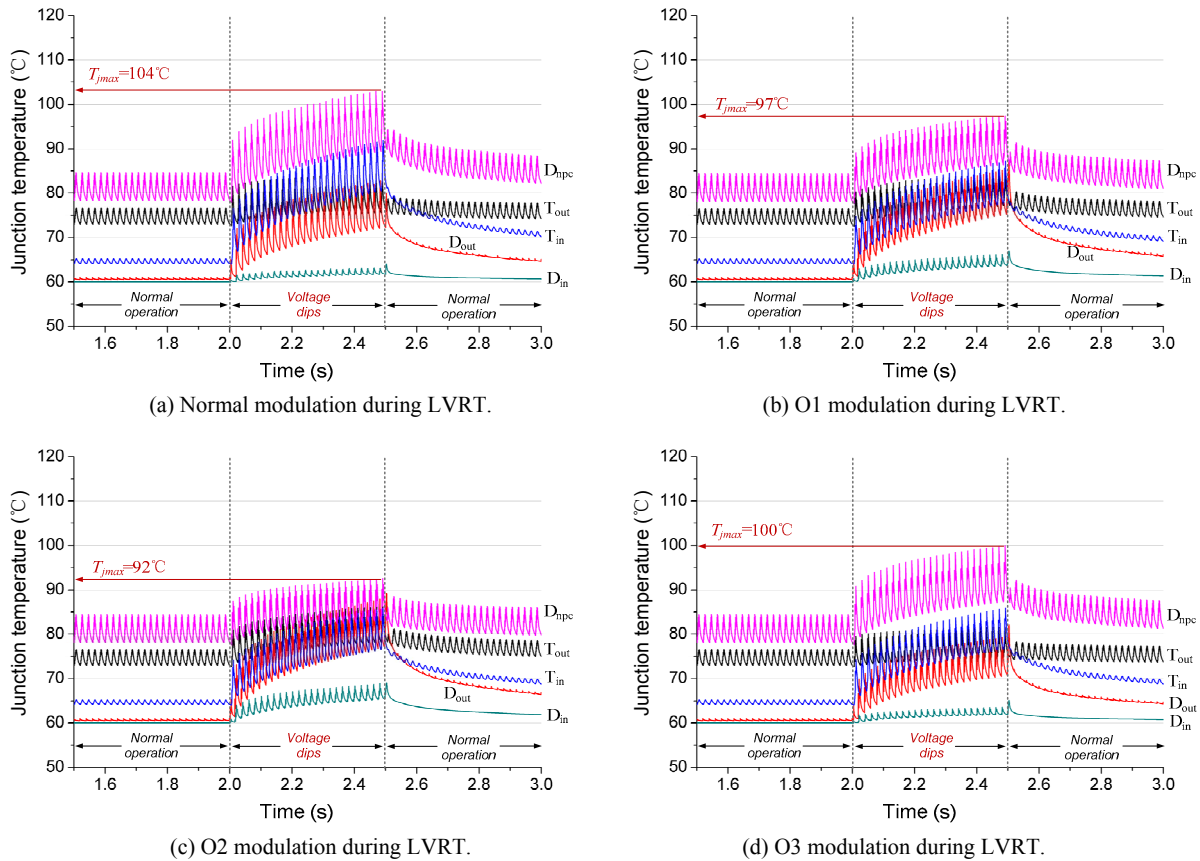 120
110
100
90
80
70
60
50
Junction temperature (℃)
Tjmax=104℃
Dnpc
Tout
Tin
Dout
Din
Normal operation
Voltage dips
Normal operation
1.6 1.8 2.0 2.2 2.4 2.6 2.8 3.0
Time (s)
(a) Normal modulation during LVRT.
120
110
100
90
80
70
60
50
Junction temperature (℃)
Tjmax=97℃
Dnpc
Tout
Tin
Dout
Din
Normal operation
Voltage dips
Normal operation
1.6 1.8 2.0 2.2 2.4 2.6 2.8 3.0
Time (s)
(b) O1 modulation during LVRT.
120
110
100
90
80
70
60
50
Junction temperature (℃)
Tjmax=92℃
Dnpc
Tout
Tin
Dout
Din
Normal operation
Voltage dips
Normal operation
1.6 1.8 2.0 2.2 2.4 2.6 2.8 3.0
Time (s)
(c) O2 modulation during LVRT.
120
110
100
90
80
70
60
50
Junction temperature (℃)
Tjmax=100℃
Dnpc
Tout
Tin
Dout
Din
Normal operation
Voltage dips
Normal operation
1.6 1.8 2.0 2.2 2.4 2.6 2.8 3.0
Time (s)
(d) O3 modulation during LVRT.